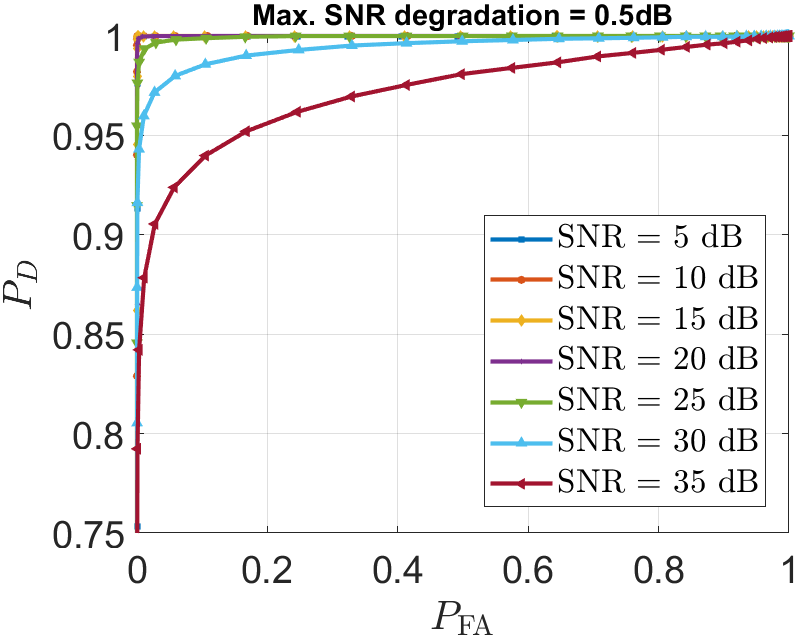 Max. SNR degradation = 0.5dB
1
0.95
0.9
0.85
0.8
0.75
P_D
SNR = 5 dB
SNR = 10 dB
SNR = 15 dB
SNR = 20 dB
SNR = 25 dB
SNR = 30 dB
SNR = 35 dB
0 0.2 0.4 0.6 0.8 1
P_FA